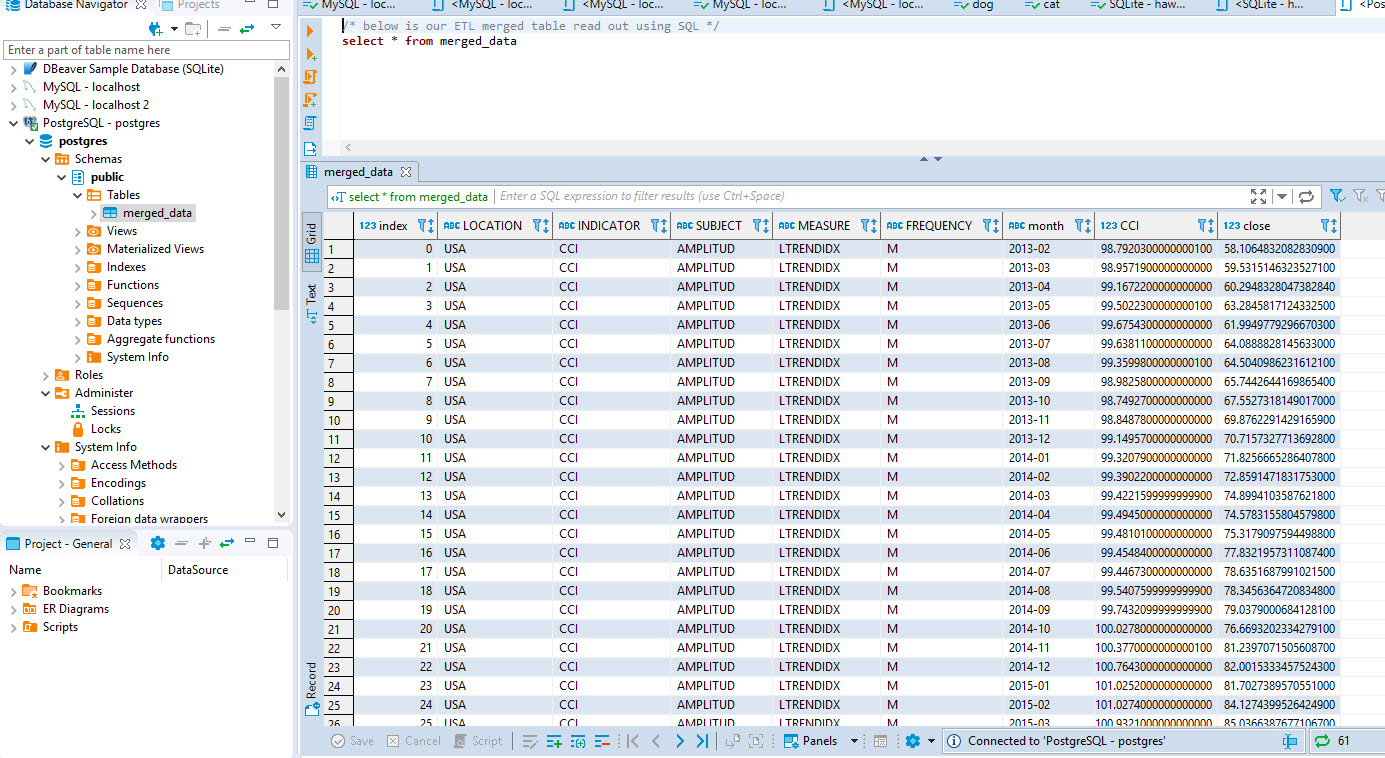 Database Navigator Projects
Enter a part of table name here
DBeaver Sample Database (SQLite)
MySQL - localhost
MySQL - localhost 2
PostgreSQL - postgres
postgres
Schemas
public
Tables
merged_data
Views
Materialized Views
Indexes
Functions
Sequences
Data types
Aggregate functions
System Info
Roles
Administer
Sessions
Locks
System Info
Access Methods
Encodings
Collations
Foreign data wrappers
Project - General
Name DataSource
Bookmarks
ER Diagrams
Scripts
MySQL - loc... <MySQL - loc... <MySQL - loc... MySQL - loc... <MySQL - loc... dog cat SQLite - haw... <SQLite - h... <Pos
/* below is our ETL merged table read out using SQL */
select * from merged_data
merged_data
select * from merged_data Enter a SQL expression to filter results (use Ctrl+Space)
Grid
Text
Record
123 index ABC LOCATION ABC INDICATOR ABC SUBJECT ABC MEASURE ABC FREQUENCY ABC month 123 CCI 123 close
1 0 USA CCI AMPLITUD LTRENDIDX M 2013-02 98.7920300000000100 58.1064832082830900
2 1 USA CCI AMPLITUD LTRENDIDX M 2013-03 98.9571900000000000 59.5315146323527100
3 2 USA CCI AMPLITUD LTRENDIDX M 2013-04 99.1672200000000000 60.2948328047382840
4 3 USA CCI AMPLITUD LTRENDIDX M 2013-05 99.5022300000000100 63.2845817124332500
5 4 USA CCI AMPLITUD LTRENDIDX M 2013-06 99.6754300000000000 61.9949779296670300
6 5 USA CCI AMPLITUD LTRENDIDX M 2013-07 99.6381100000000000 64.0888828145633000
7 6 USA CCI AMPLITUD LTRENDIDX M 2013-08 99.3599800000000100 64.5040986231612100
8 7 USA CCI AMPLITUD LTRENDIDX M 2013-09 98.9825800000000000 65.7442644169865400
9 8 USA CCI AMPLITUD LTRENDIDX M 2013-10 98.7492700000000000 67.5527318149017000
10 9 USA CCI AMPLITUD LTRENDIDX M 2013-11 98.8487800000000000 69.8762291429165900
11 10 USA CCI AMPLITUD LTRENDIDX M 2013-12 99.1495700000000000 70.7157327713692800
12 11 USA CCI AMPLITUD LTRENDIDX M 2014-01 99.3207900000000000 71.8256665286407800
13 12 USA CCI AMPLITUD LTRENDIDX M 2014-02 99.3902200000000000 72.8591471831753000
14 13 USA CCI AMPLITUD LTRENDIDX M 2014-03 99.4221599999999900 74.8994103587621800
15 14 USA CCI AMPLITUD LTRENDIDX M 2014-04 99.4945000000000000 74.5783155804579800
16 15 USA CCI AMPLITUD LTRENDIDX M 2014-05 99.4810100000000000 75.3179097594498800
17 16 USA CCI AMPLITUD LTRENDIDX M 2014-06 99.4548400000000000 77.8321957311087400
18 17 USA CCI AMPLITUD LTRENDIDX M 2014-07 99.4467300000000000 78.6351687991021500
19 18 USA CCI AMPLITUD LTRENDIDX M 2014-08 99.5407599999999900 78.3456364720834800
20 19 USA CCI AMPLITUD LTRENDIDX M 2014-09 99.7432099999999900 79.0379000684128100
21 20 USA CCI AMPLITUD LTRENDIDX M 2014-10 100.0278000000000000 76.6693202334279100
22 21 USA CCI AMPLITUD LTRENDIDX M 2014-11 100.3770000000000100 81.2397071505608700
23 22 USA CCI AMPLITUD LTRENDIDX M 2014-12 100.7643000000000000 82.0015333457524300
24 23 USA CCI AMPLITUD LTRENDIDX M 2015-01 101.0252000000000000 81.7027389570551000
25 24 USA CCI AMPLITUD LTRENDIDX M 2015-02 101.0274000000000000 84.1274399526424900
26 25 USA CCI AMPLITUD LTRENDIDX M 2015-03 100.9321000000000000 85.0366387677106700
Save Cancel Script Panels Connected to 'PostgreSQL - postgres' 61